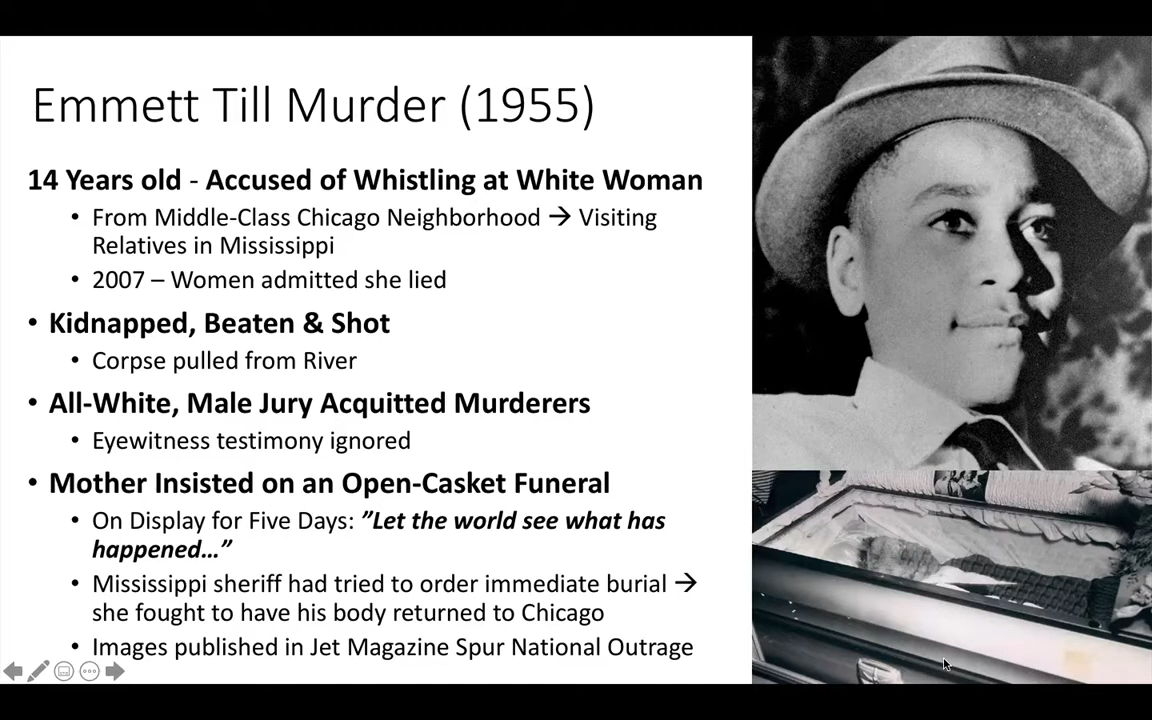 Emmett Till Murder (1955)
14 Years old - Accused of Whistling at White Woman
• From Middle-Class Chicago Neighborhood → Visiting
Relatives in Mississippi
• 2007 – Women admitted she lied
• Kidnapped, Beaten & Shot
• Corpse pulled from River
• All-White, Male Jury Acquitted Murderers
• Eyewitness testimony ignored
• Mother Insisted on an Open-Casket Funeral
• On Display for Five Days: ”Let the world see what has
happened…”
• Mississippi sheriff had tried to order immediate burial →
she fought to have his body returned to Chicago
• Images published in Jet Magazine Spur National Outrage